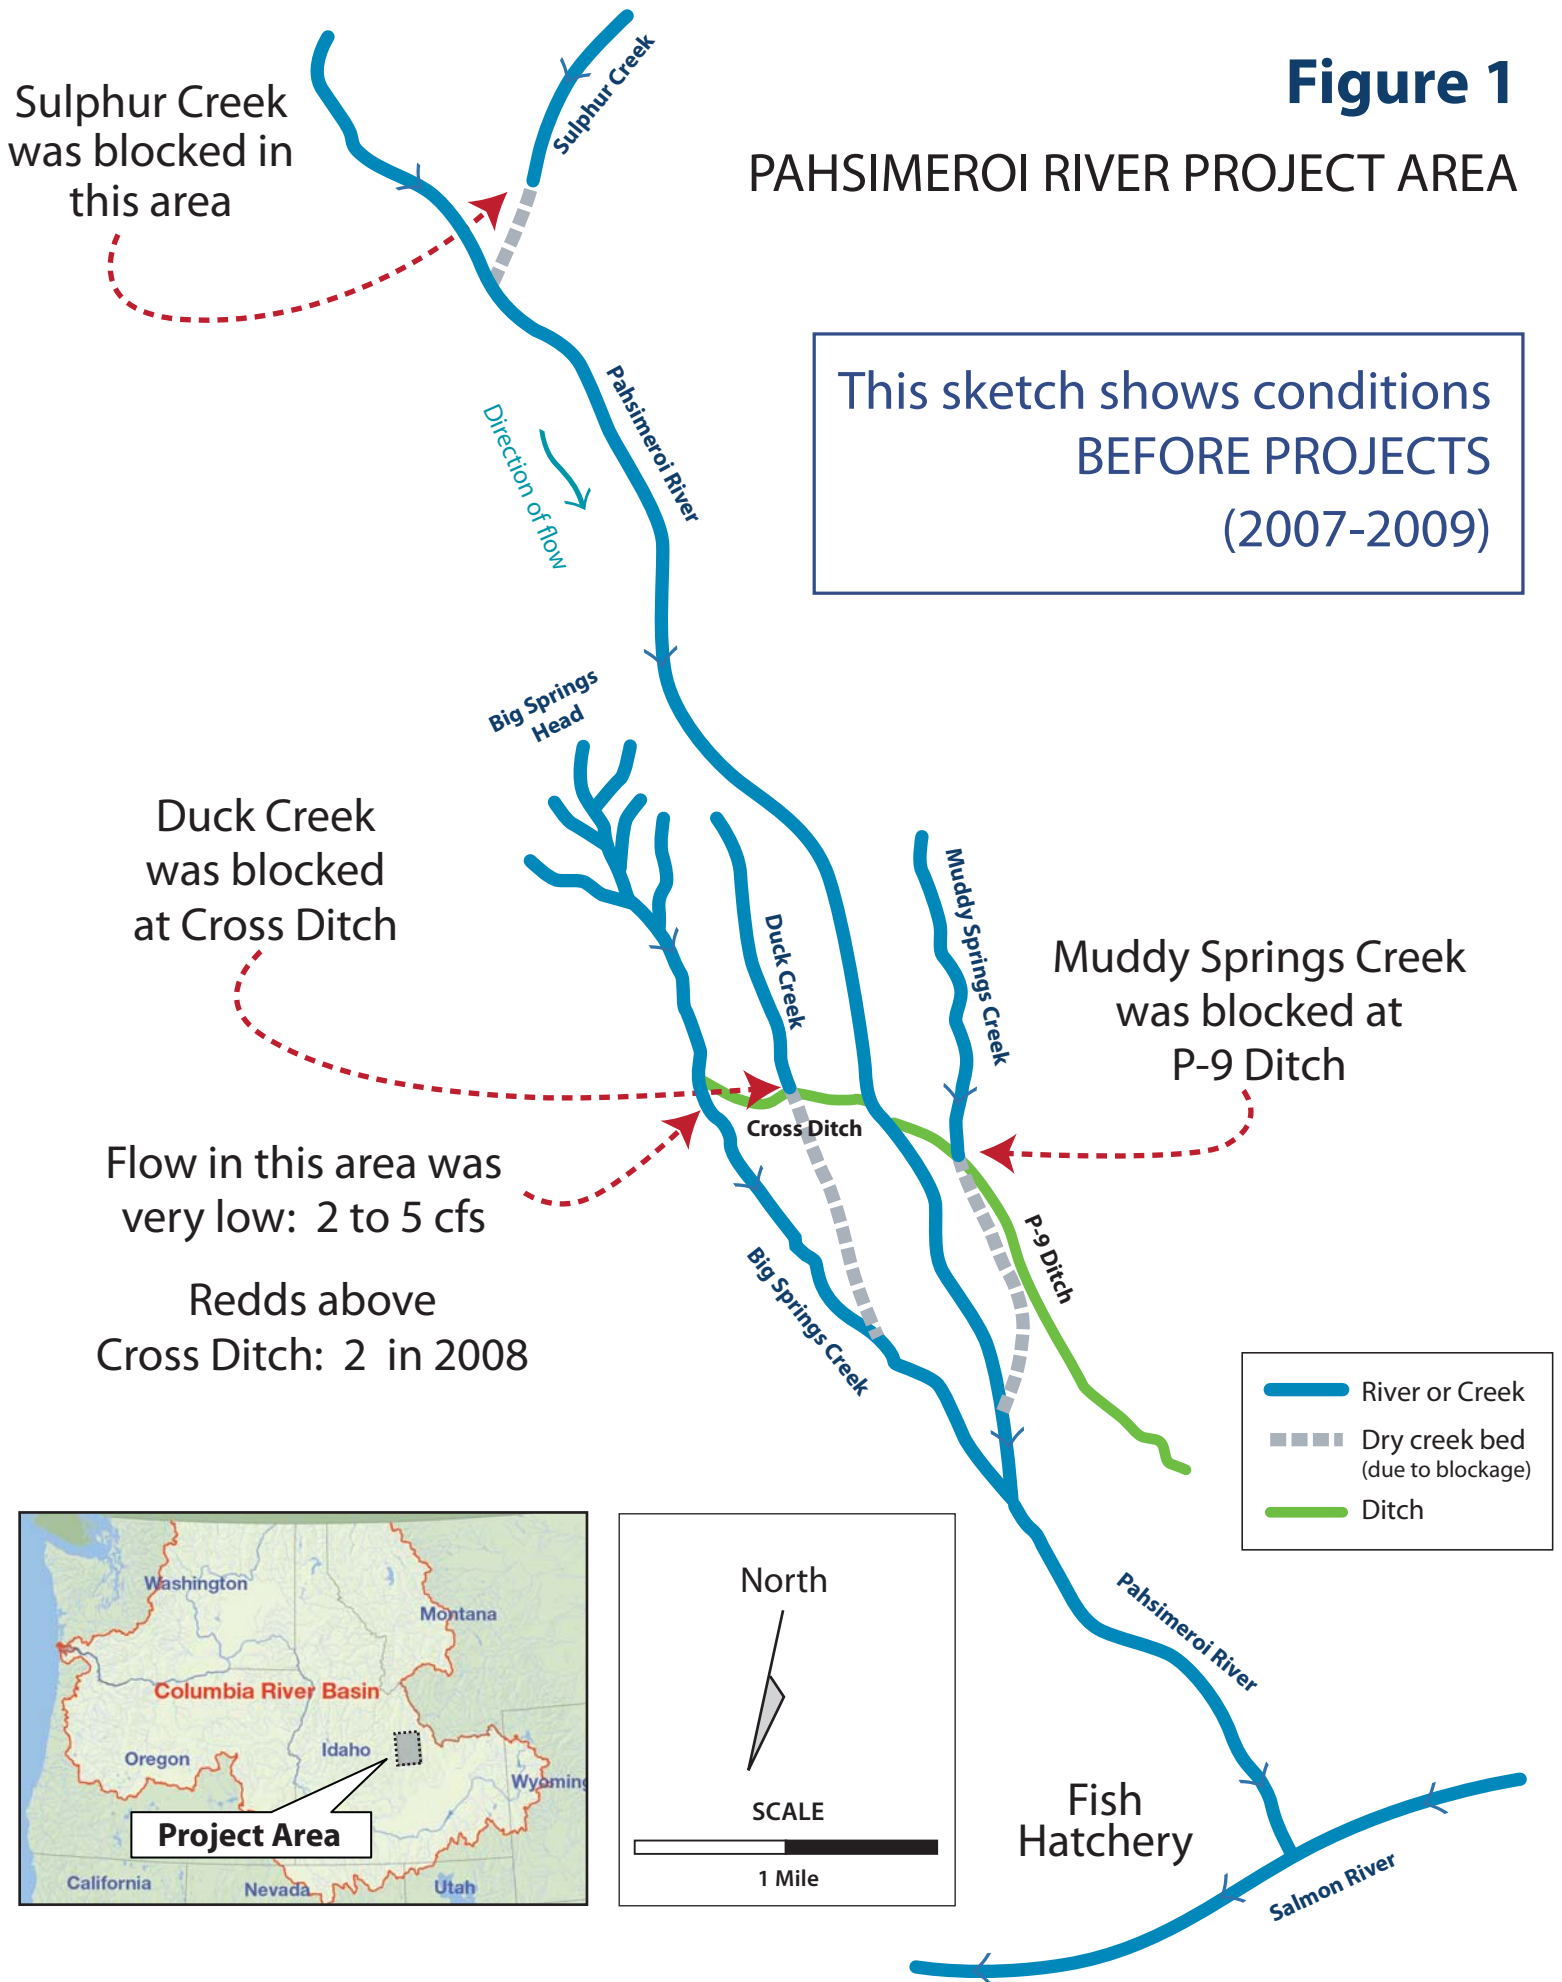 Figure 1
PAHSIMEROI RIVER PROJECT AREA
Sulphur Creek
was blocked in
this area
Sulphur Creek
This sketch shows conditions
BEFORE PROJECTS
(2007-2009)
Pahsimeroi River
Direction of flow
Big Springs
Head
Duck Creek
was blocked
at Cross Ditch
Duck Creek
Muddy Springs Creek
Muddy Springs Creek
was blocked at
P-9 Ditch
Cross Ditch
Flow in this area was
very low: 2 to 5 cfs
Redds above
Cross Ditch: 2 in 2008
Big Springs Creek
P-9 Ditch
River or Creek
Dry creek bed
(due to blockage)
Ditch
Washington
Montana
Columbia River Basin
Oregon
Idaho
Wyoming
Project Area
California
Nevada
Utah
North
SCALE
1 Mile
Pahsimeroi River
Fish
Hatchery
Salmon River